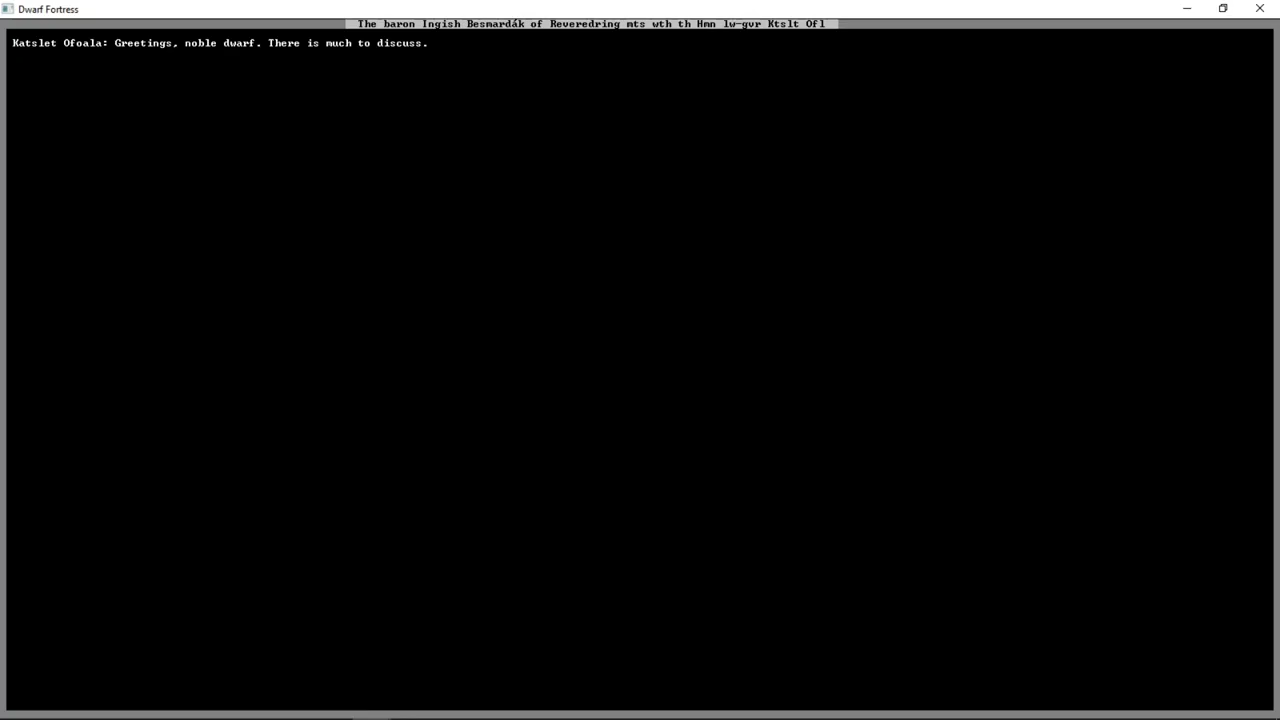 Dwarf Fortress
The baron Ingish Besmardák of Reveredring mts wth th Hmn lw-gvr Ktslt Ofl
Katslet Ofoala: Greetings, noble dwarf. There is much to discuss.